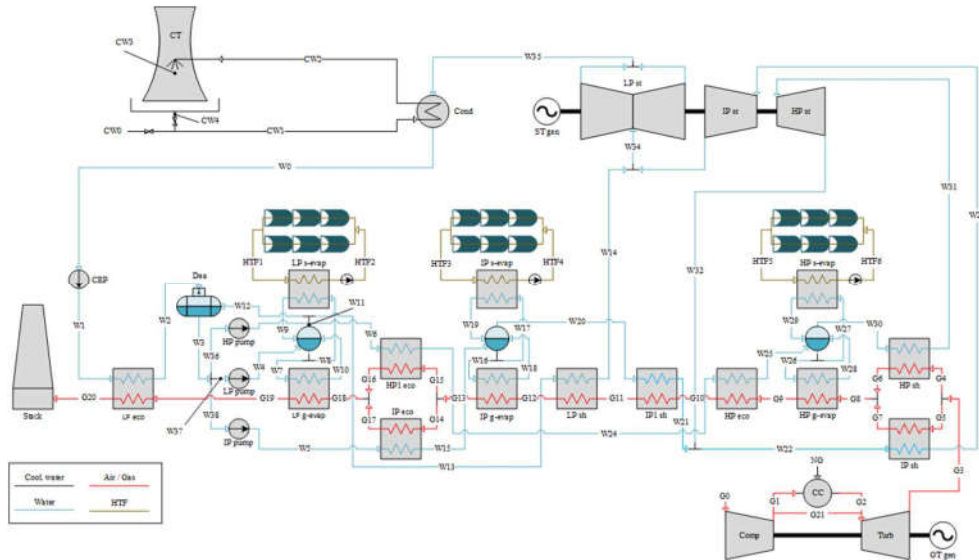 CT
CW3
CW2
CW4
CW0
CW1
Cond
W35
LP st
IP st
HP st
ST gen
W34
W0
W31
W14
W32
CEP
Dea
W1
W2
W12
W3
W36
HP pump
LP pump
IP pump
W37
W38
W4
W5
W6
HTF1
HTF2
LP s-evap
W11
W9
W7
W8
W10
HTF3
HTF4
W19
W17
W20
W16
W18
HTF5
HTF6
HP s-evap
W27
W30
W25
W26
W28
Stack
G20
G19
LP g-evap
G18
G16
G15
HP1 eco
G17
G14
IP eco
W15
W13
G13
IP g-evap
G12
LP sh
G11
IP1 sh
G10
HP eco
G9
HP g-evap
G8
G6
G4
HP sh
G7
G5
IP sh
W24
W21
W22
G3
NG
CC
G0
G1
G2
G21
Comp
Turb
GT gen
Cool. water
Air / Gas
Water
HTF